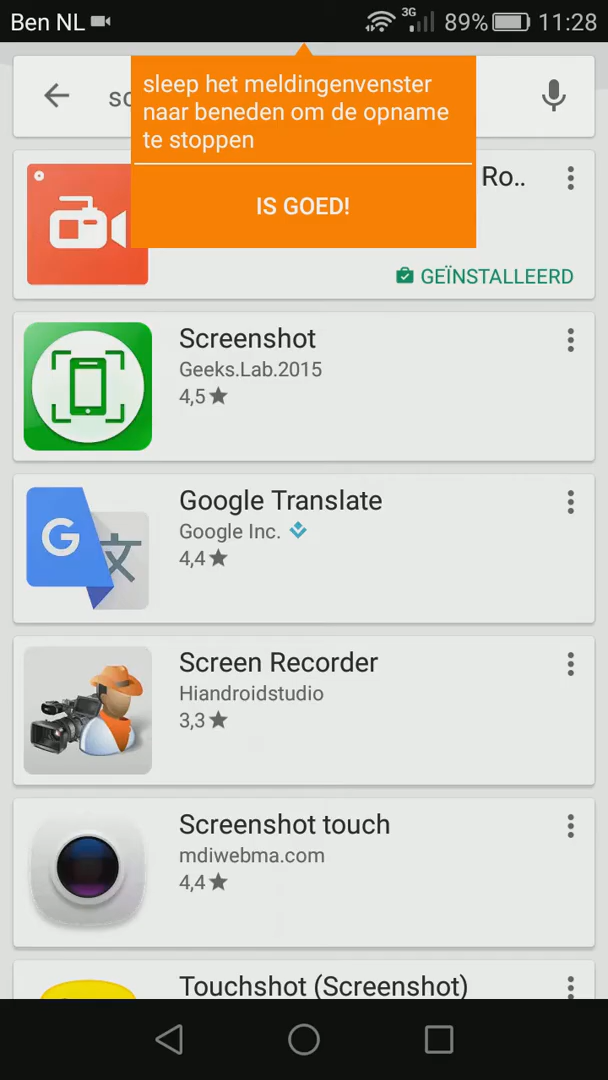 Ben NL
3G
89%
11:28
sc
sleep het meldingenvenster
naar beneden om de opname
te stoppen
IS GOED!
Ro..
GEÏNSTALLEERD
Screenshot
Geeks.Lab.2015
4,5
Google Translate
Google Inc.
4,4
Screen Recorder
Hiandroidstudio
3,3
Screenshot touch
mdiwebma.com
4,4
Touchshot (Screenshot)